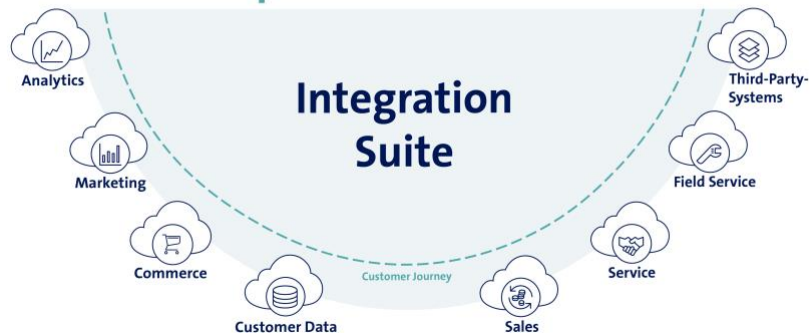 Integration
Suite
Analytics
Third-Party-
Systems
Marketing
Field Service
Commerce
Service
Customer Journey
Customer Data
Sales